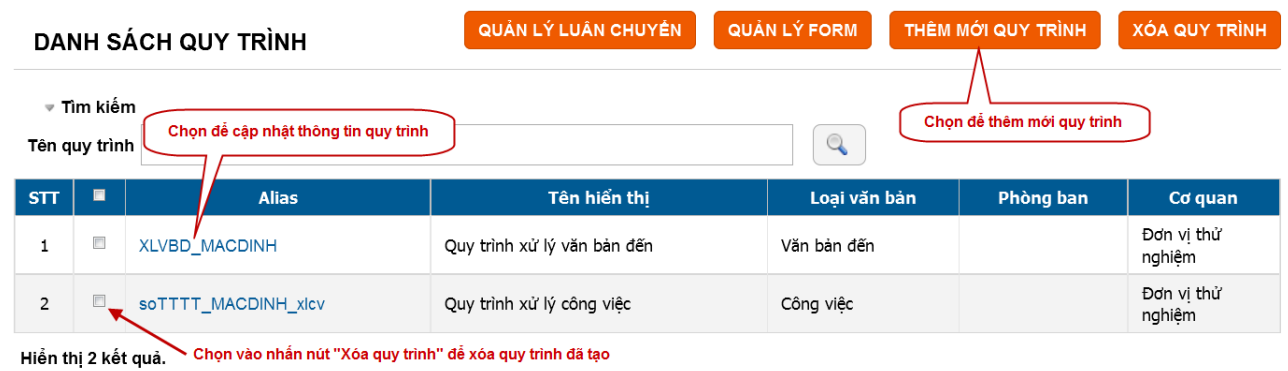 DANH SÁCH QUY TRÌNH
QUẢN LÝ LUÂN CHUYỂN QUẢN LÝ FORM THÊM MỚI QUY TRÌNH XÓA QUY TRÌNH
Tìm kiếm
Chọn để cập nhật thông tin quy trình
Chọn để thêm mới quy trình
Tên quy trình
STT Alias Tên hiển thị Loại văn bản Phòng ban Cơ quan
1 XLVBD_MACDINH Quy trình xử lý văn bản đến Văn bản đến Đơn vị thử
nghiệm
2 soTTTT_MACDINH_xlcv Quy trình xử lý công việc Công việc Đơn vị thử
nghiệm
Hiển thị 2 kết quả.
Chọn vào nhấn nút "Xóa quy trình" để xóa quy trình đã tạo